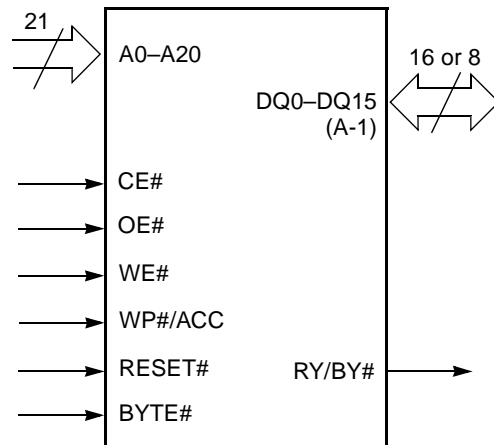 21
A0–A20
16 or 8
DQ0–DQ15
(A-1)
CE#
OE#
WE#
WP#/ACC
RESET#
RY/BY#
BYTE#